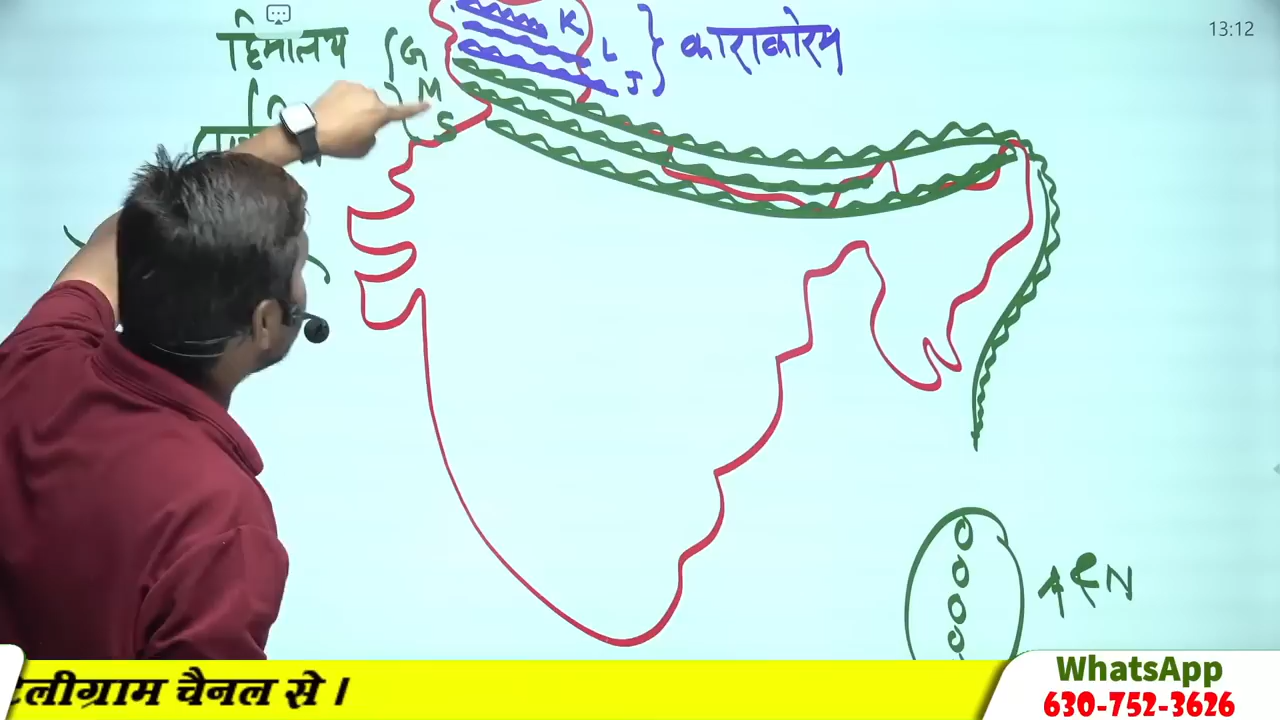 13:12
हिमालय
G
M
S
K
L
J
काराकोरम
A&N
टेलीग्राम चैनल से ।
WhatsApp
630-752-3626